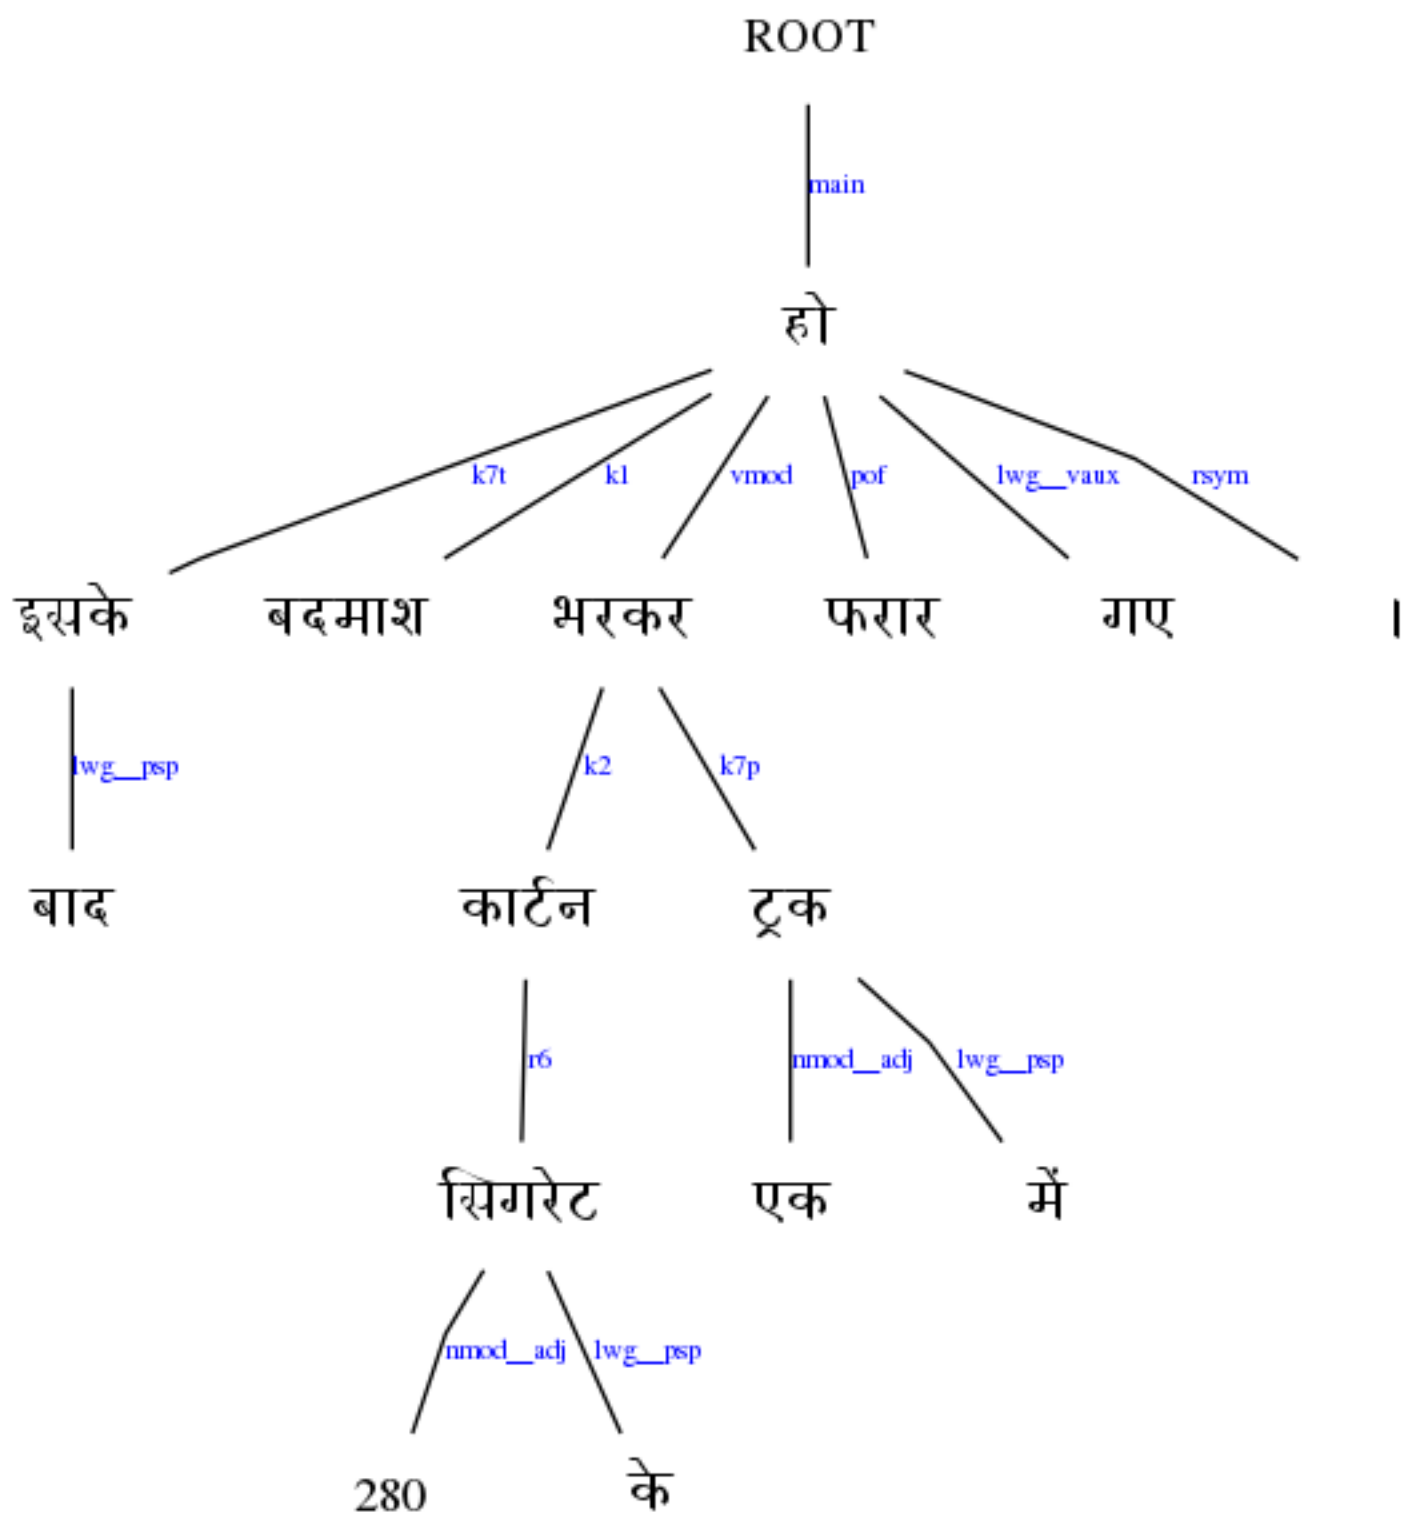 ROOT
main
हो
k7t k1 vmod pof lwg__vaux rsym
इसके बदमाश भरकर फरार गए ।
lwg__psp k2 k7p
बाद कार्टन ट्रक
r6 nmod__adj lwg__psp
सिगरेट एक में
nmod__adj lwg__psp
280 के